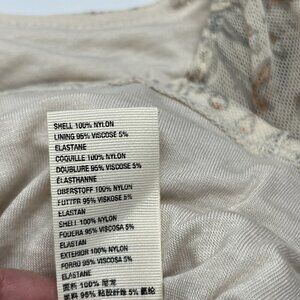 SHELL 100% NYLON
LINING 95% VISCOSE 5%
ELASTANE
COQUILLE 100% NYLON
DOUBLURE 95% VISCOSE 5%
ELASTHANNE
OBERSTOFF 100% NYLON
FUTTER 95% VISKOSE 5%
ELASTAN
SHELL 100% NYLON
FODERA 95% VISCOSA 5%
ELASTAN
EXTERIOR 100% NYLON
FORRO 95% VISCOSA 5%
ELASTANE
面料 100% 尼龙
里料 95% 粘胶纤维 5% 氨纶